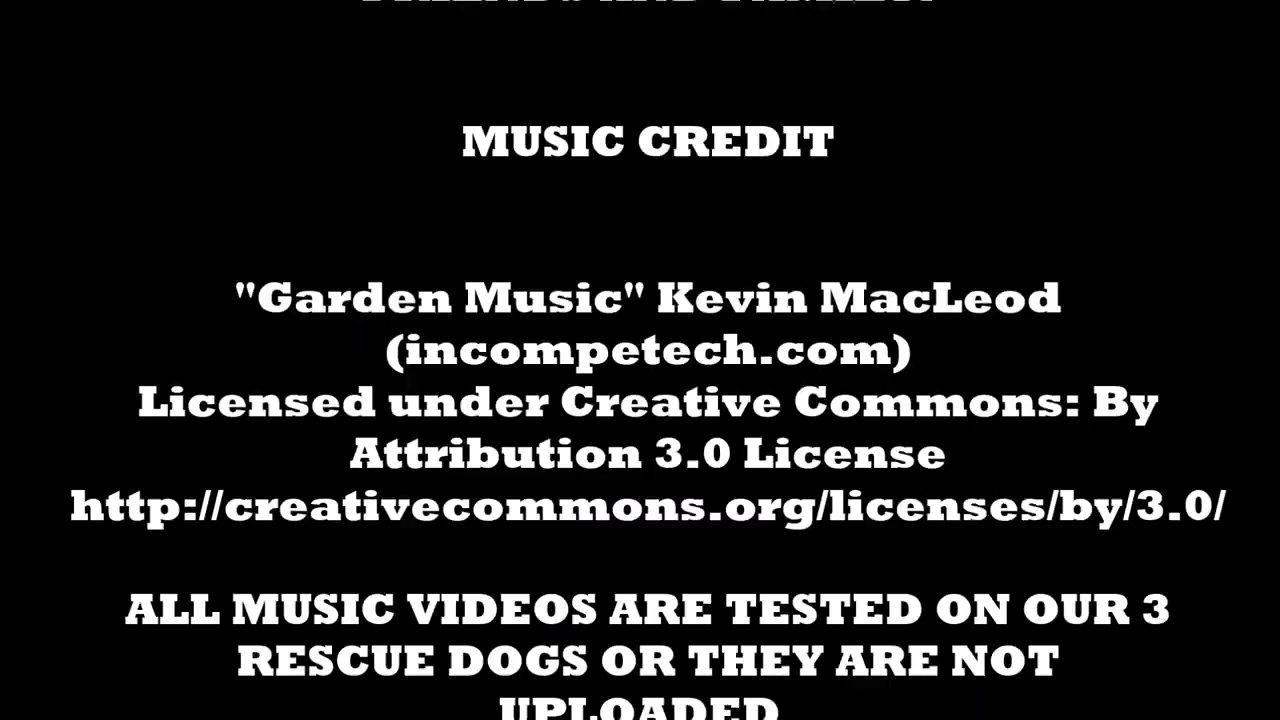 MUSIC CREDIT
"Garden Music" Kevin MacLeod
(incompetech.com)
Licensed under Creative Commons: By
Attribution 3.0 License
http://creativecommons.org/licenses/by/3.0/
ALL MUSIC VIDEOS ARE TESTED ON OUR 3
RESCUE DOGS OR THEY ARE NOT
UPLOADED